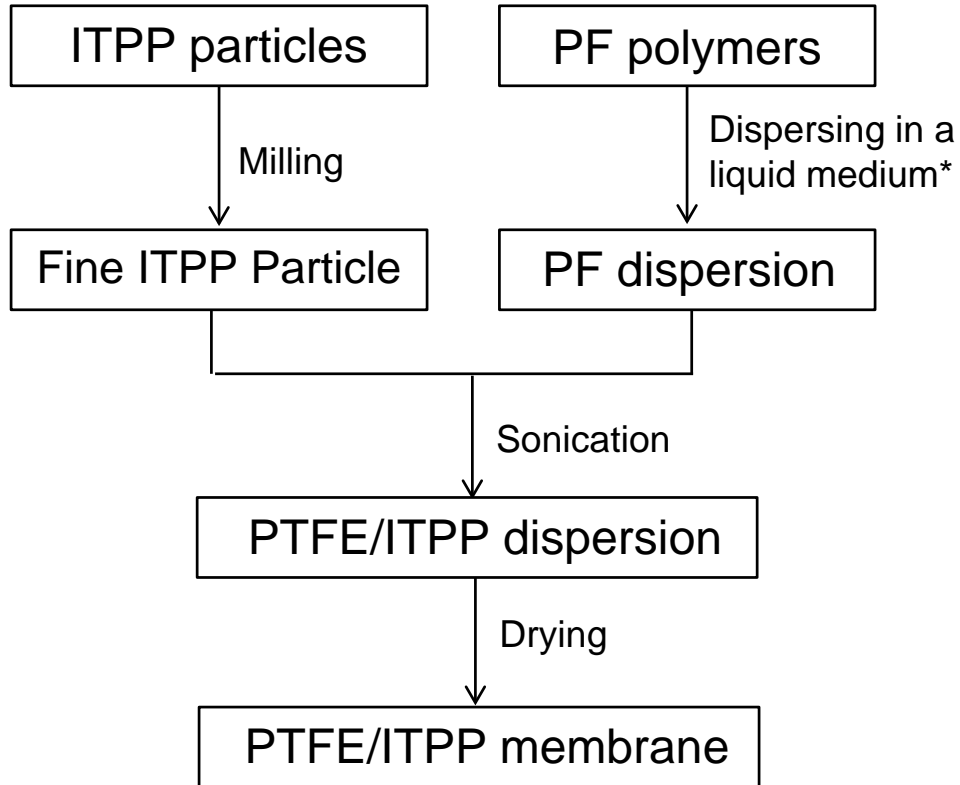 ITPP particles
PF polymers
Milling
Dispersing in a
liquid medium*
Fine ITPP Particle
PF dispersion
Sonication
PTFE/ITPP dispersion
Drying
PTFE/ITPP membrane